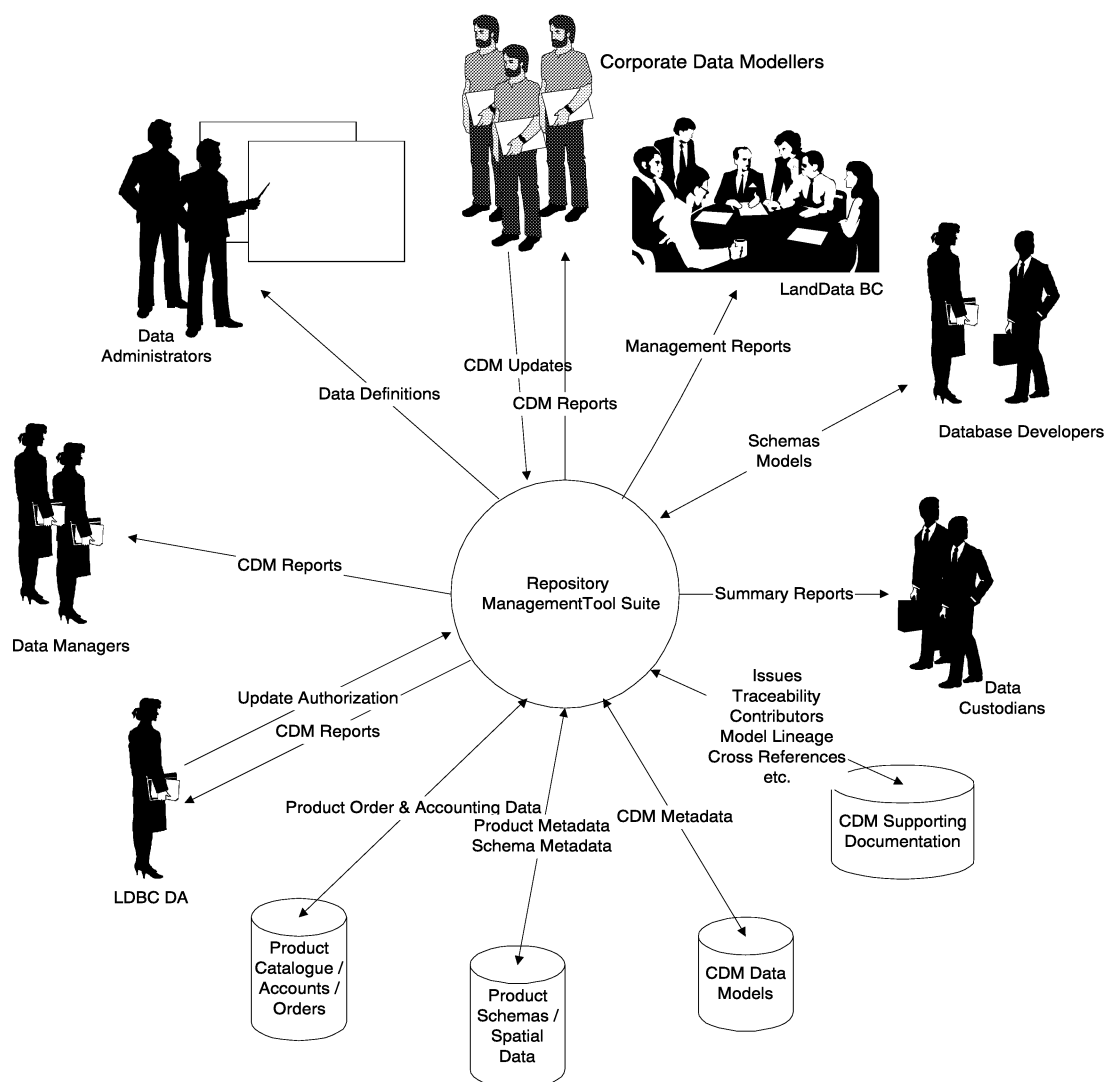 Corporate Data Modellers
LandData BC
Data
Administrators
Management Reports
CDM Updates
Data Definitions
CDM Reports
Database Developers
Schemas
Models
CDM Reports
Repository
ManagementTool Suite
Summary Reports
Data Managers
Issues
Traceability
Contributors
Model Lineage
Cross References
etc.
Data
Custodians
Update Authorization
CDM Reports
Product Order & Accounting Data
Product Metadata
Schema Metadata
CDM Metadata
CDM Supporting
Documentation
LDBC DA
Product
Catalogue /
Accounts /
Orders
Product
Schemas /
Spatial
Data
CDM Data
Models